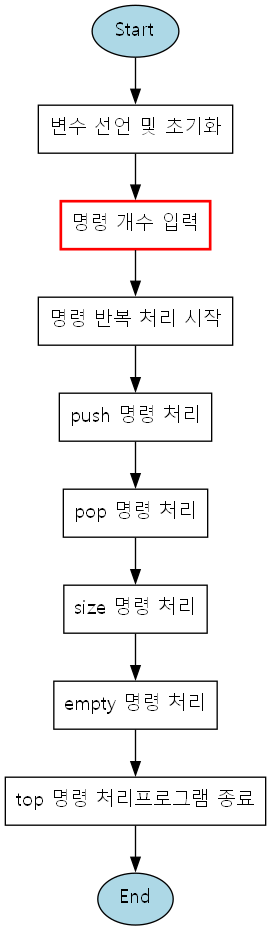 Start
변수 선언 및 초기화
명령 개수 입력
명령 반복 처리 시작
push 명령 처리
pop 명령 처리
size 명령 처리
empty 명령 처리
top 명령 처리프로그램 종료
End